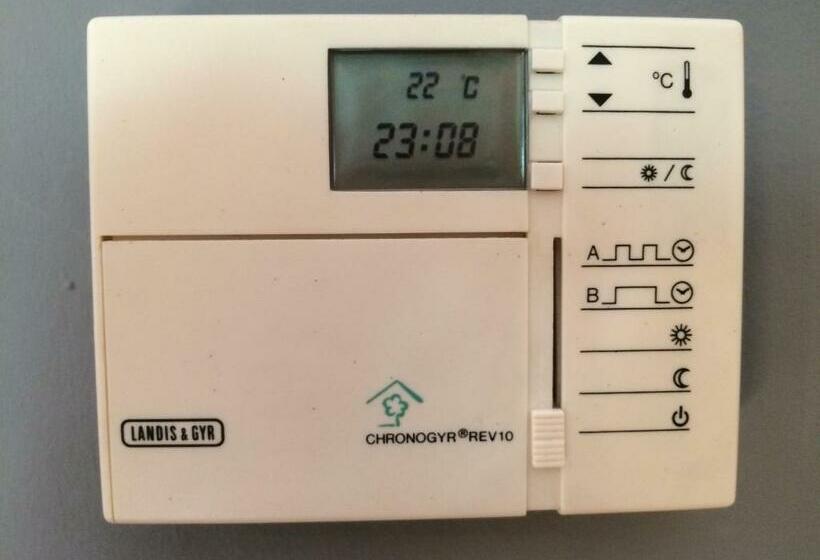 22 °C
23:08
°C
/
A
B
LANDIS & GYR
CHRONOGYR®REV10